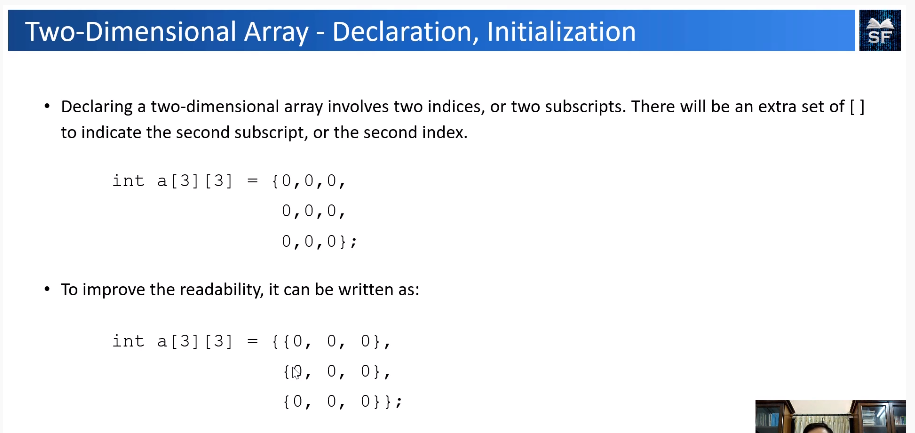 Two-Dimensional Array - Declaration, Initialization
SF
• Declaring a two-dimensional array involves two indices, or two subscripts. There will be an extra set of [ ]
to indicate the second subscript, or the second index.
int a[3][3] = {0,0,0,
0,0,0,
0,0,0};
• To improve the readability, it can be written as:
int a[3][3] = {{0, 0, 0},
{0, 0, 0},
{0, 0, 0}};